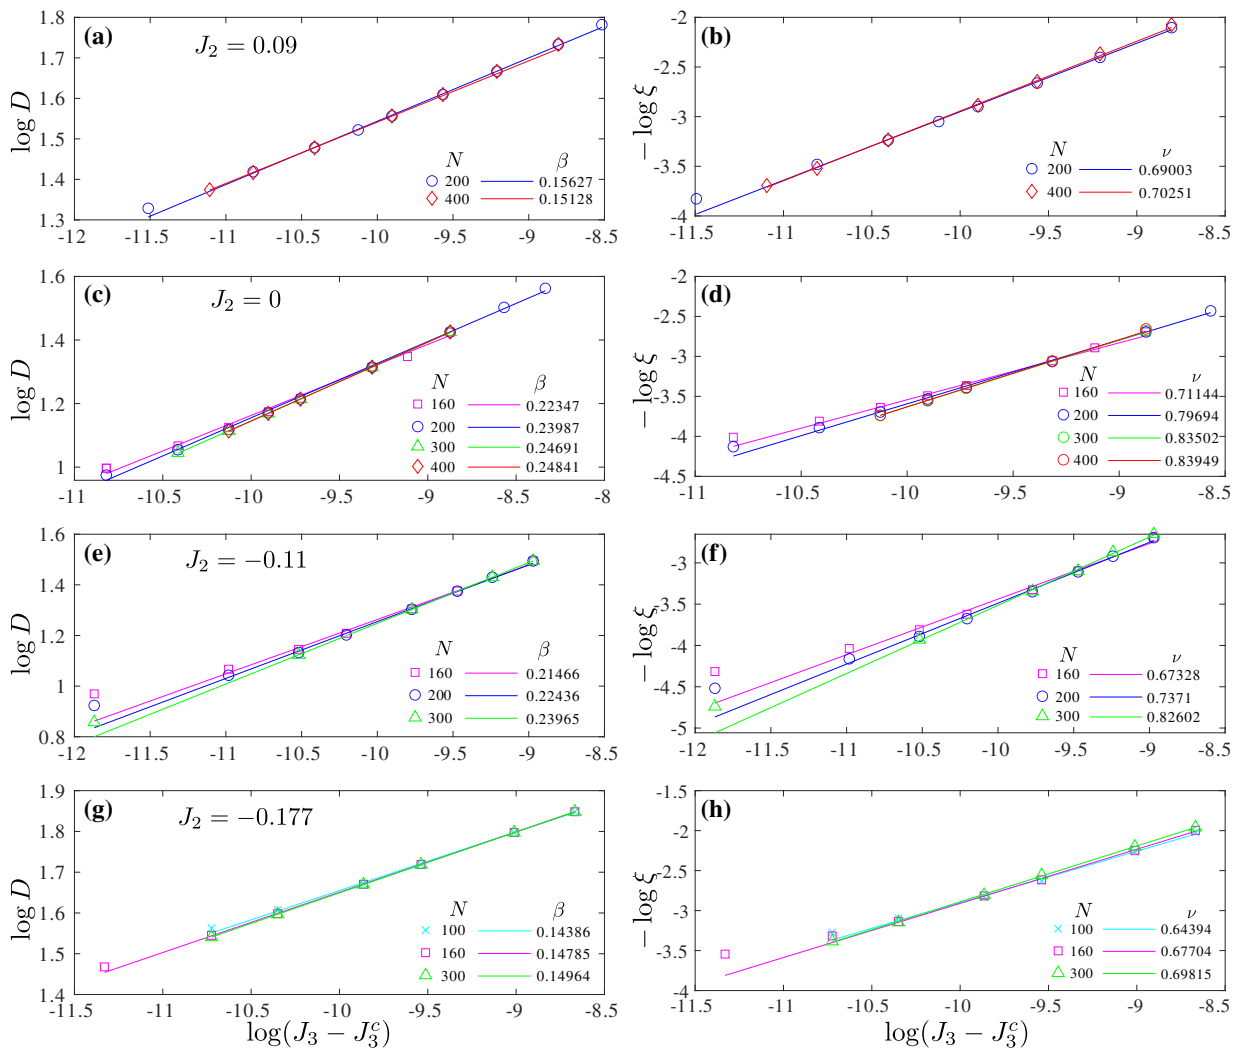 (a)
J₂ = 0.09
log D
1.8
1.7
1.6
1.5
1.4
1.3
N β
200 0.15627
400 0.15128
-12 -11.5 -11 -10.5 -10 -9.5 -9 -8.5
(b)
− log ξ
-2
-2.5
-3
-3.5
-4
N ν
200 0.69003
400 0.70251
-11.5 -11 -10.5 -10 -9.5 -9 -8.5
(c)
J₂ = 0
log D
1.6
1.4
1.2
1
N β
160 0.22347
200 0.23987
300 0.24691
400 0.24841
-11 -10.5 -10 -9.5 -9 -8.5 -8
(d)
− log ξ
-2
-2.5
-3
-3.5
-4
-4.5
N ν
160 0.71144
200 0.79694
300 0.83502
400 0.83949
-11 -10.5 -10 -9.5 -9 -8.5
(e)
J₂ = −0.11
log D
1.6
1.4
1.2
1
0.8
N β
160 0.21466
200 0.22436
300 0.23965
-12 -11.5 -11 -10.5 -10 -9.5 -9 -8.5
(f)
− log ξ
-3
-3.5
-4
-4.5
-5
N ν
160 0.67328
200 0.7371
300 0.82602
-12 -11.5 -11 -10.5 -10 -9.5 -9 -8.5
(g)
J₂ = −0.177
log D
1.9
1.8
1.7
1.6
1.5
1.4
N β
100 0.14386
160 0.14785
300 0.14964
-11.5 -11 -10.5 -10 -9.5 -9 -8.5
log(J₃ − J₃ᶜ)
(h)
− log ξ
-2
-1.5
-2.5
-3
-3.5
-4
N ν
100 0.64394
160 0.67704
300 0.69815
-11.5 -11 -10.5 -10 -9.5 -9 -8.5
log(J₃ − J₃ᶜ)